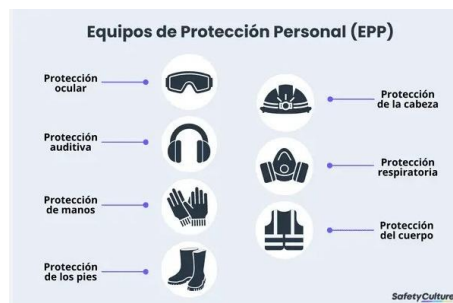 Equipos de Protección Personal (EPP)
Protección
ocular
Protección
auditiva
Protección
de manos
Protección
de los pies
Protección
de la cabeza
Protección
respiratoria
Protección
del cuerpo
SafetyCulture